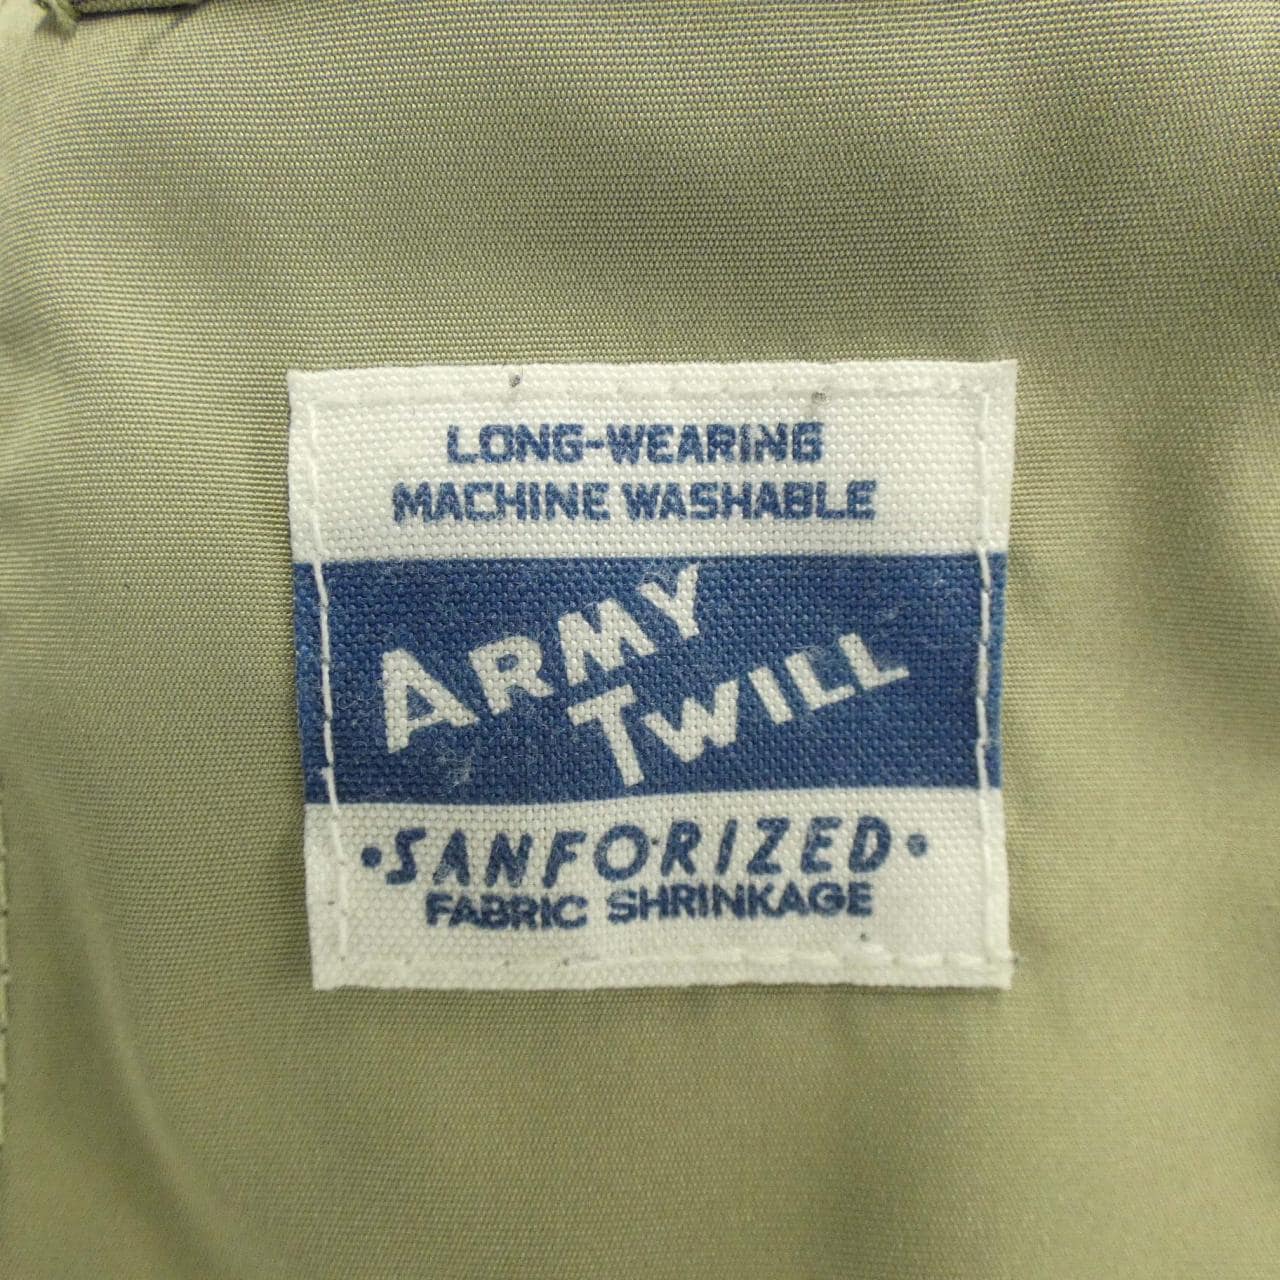 LONG-WEARING
MACHINE WASHABLE
ARMY
TWILL
•SANFORIZED•
FABRIC SHRINKAGE